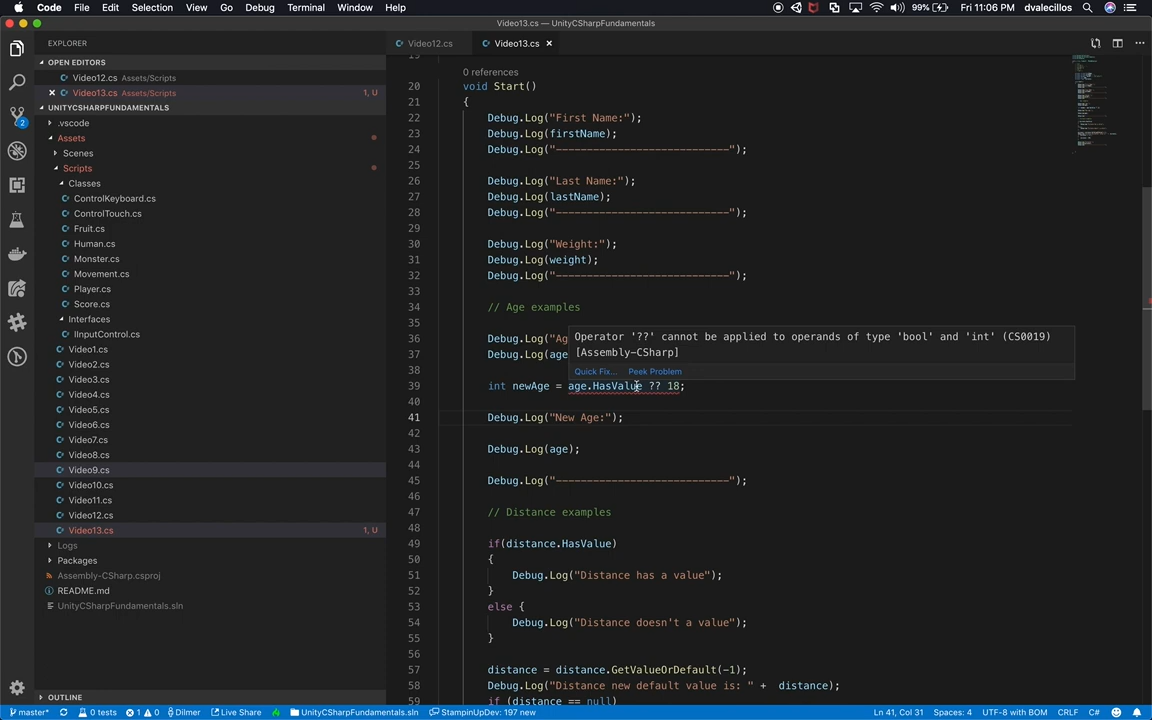 Code File Edit Selection View Go Debug Terminal Window Help
99% Fri 11:06 PM dvalecillos
Video13.cs — UnityCSharpFundamentals
EXPLORER
OPEN EDITORS
Video12.cs Assets/Scripts
Video13.cs Assets/Scripts 1, U
UNITYCSHARPFUNDAMENTALS
.vscode
Assets
Scenes
Scripts
Classes
ControlKeyboard.cs
ControlTouch.cs
Fruit.cs
Human.cs
Monster.cs
Movement.cs
Player.cs
Score.cs
Interfaces
IInputControl.cs
Video1.cs
Video2.cs
Video3.cs
Video4.cs
Video5.cs
Video6.cs
Video7.cs
Video8.cs
Video9.cs
Video10.cs
Video11.cs
Video12.cs
Video13.cs 1, U
Logs
Packages
Assembly-CSharp.csproj
README.md
UnityCSharpFundamentals.sln
OUTLINE
2
Video12.cs Video13.cs
19
0 references
20 void Start()
21 {
22 Debug.Log("First Name:");
23 Debug.Log(firstName);
24 Debug.Log("----------------------------");
25
26 Debug.Log("Last Name:");
27 Debug.Log(lastName);
28 Debug.Log("----------------------------");
29
30 Debug.Log("Weight:");
31 Debug.Log(weight);
32 Debug.Log("----------------------------");
33
34 // Age examples
35
36 Debug.Log("Ag
37 Debug.Log(age
38
Operator '??' cannot be applied to operands of type 'bool' and 'int' (CS0019)
[Assembly-CSharp]
Quick Fix... Peek Problem
39 int newAge = age.HasValue ?? 18;
40
41 Debug.Log("New Age:");
42
43 Debug.Log(age);
44
45 Debug.Log("----------------------------");
46
47 // Distance examples
48
49 if(distance.HasValue)
50 {
51 Debug.Log("Distance has a value");
52 }
53 else {
54 Debug.Log("Distance doesn't a value");
55 }
56
57 distance = distance.GetValueOrDefault(-1);
58 Debug.Log("Distance new default value is: " + distance);
59 if (distance == null)
master* 0 tests 1 0 Dilmer Live Share UnityCSharpFundamentals.sln StampinUpDev: 197 new Ln 41, Col 31 Spaces: 4 UTF-8 with BOM CRLF C#